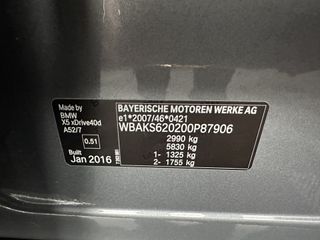 Made by
BMW
X5 xDrive40d
A52/7
0.51
Built
Jan 2016
BAYERISCHE MOTOREN WERKE AG
e1*2007/46*0421
WBAKS620200P87906
2990 kg
5830 kg
1- 1325 kg
2- 1755 kg